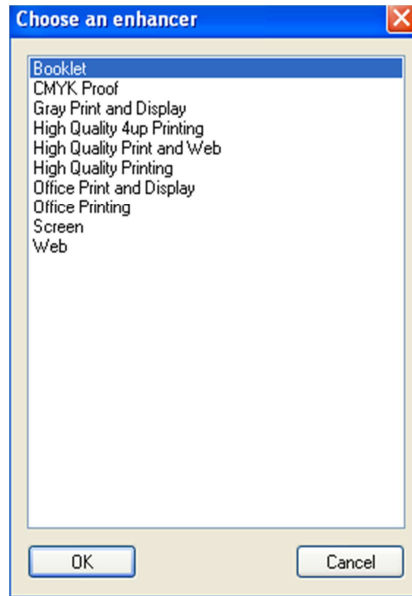 Choose an enhancer
Booklet
CMYK Proof
Gray Print and Display
High Quality 4up Printing
High Quality Print and Web
High Quality Printing
Office Print and Display
Office Printing
Screen
Web
OK Cancel